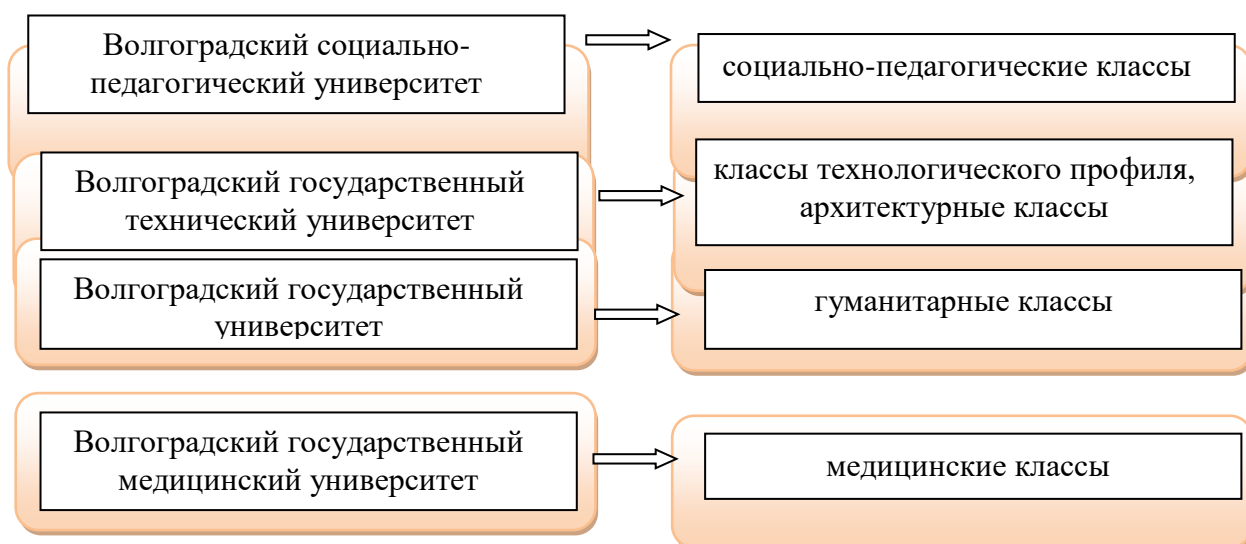 Волгоградский социально-
педагогический университет
социально-педагогические классы
Волгоградский государственный
технический университет
классы технологического профиля,
архитектурные классы
Волгоградский государственный
университет
гуманитарные классы
Волгоградский государственный
медицинский университет
медицинские классы